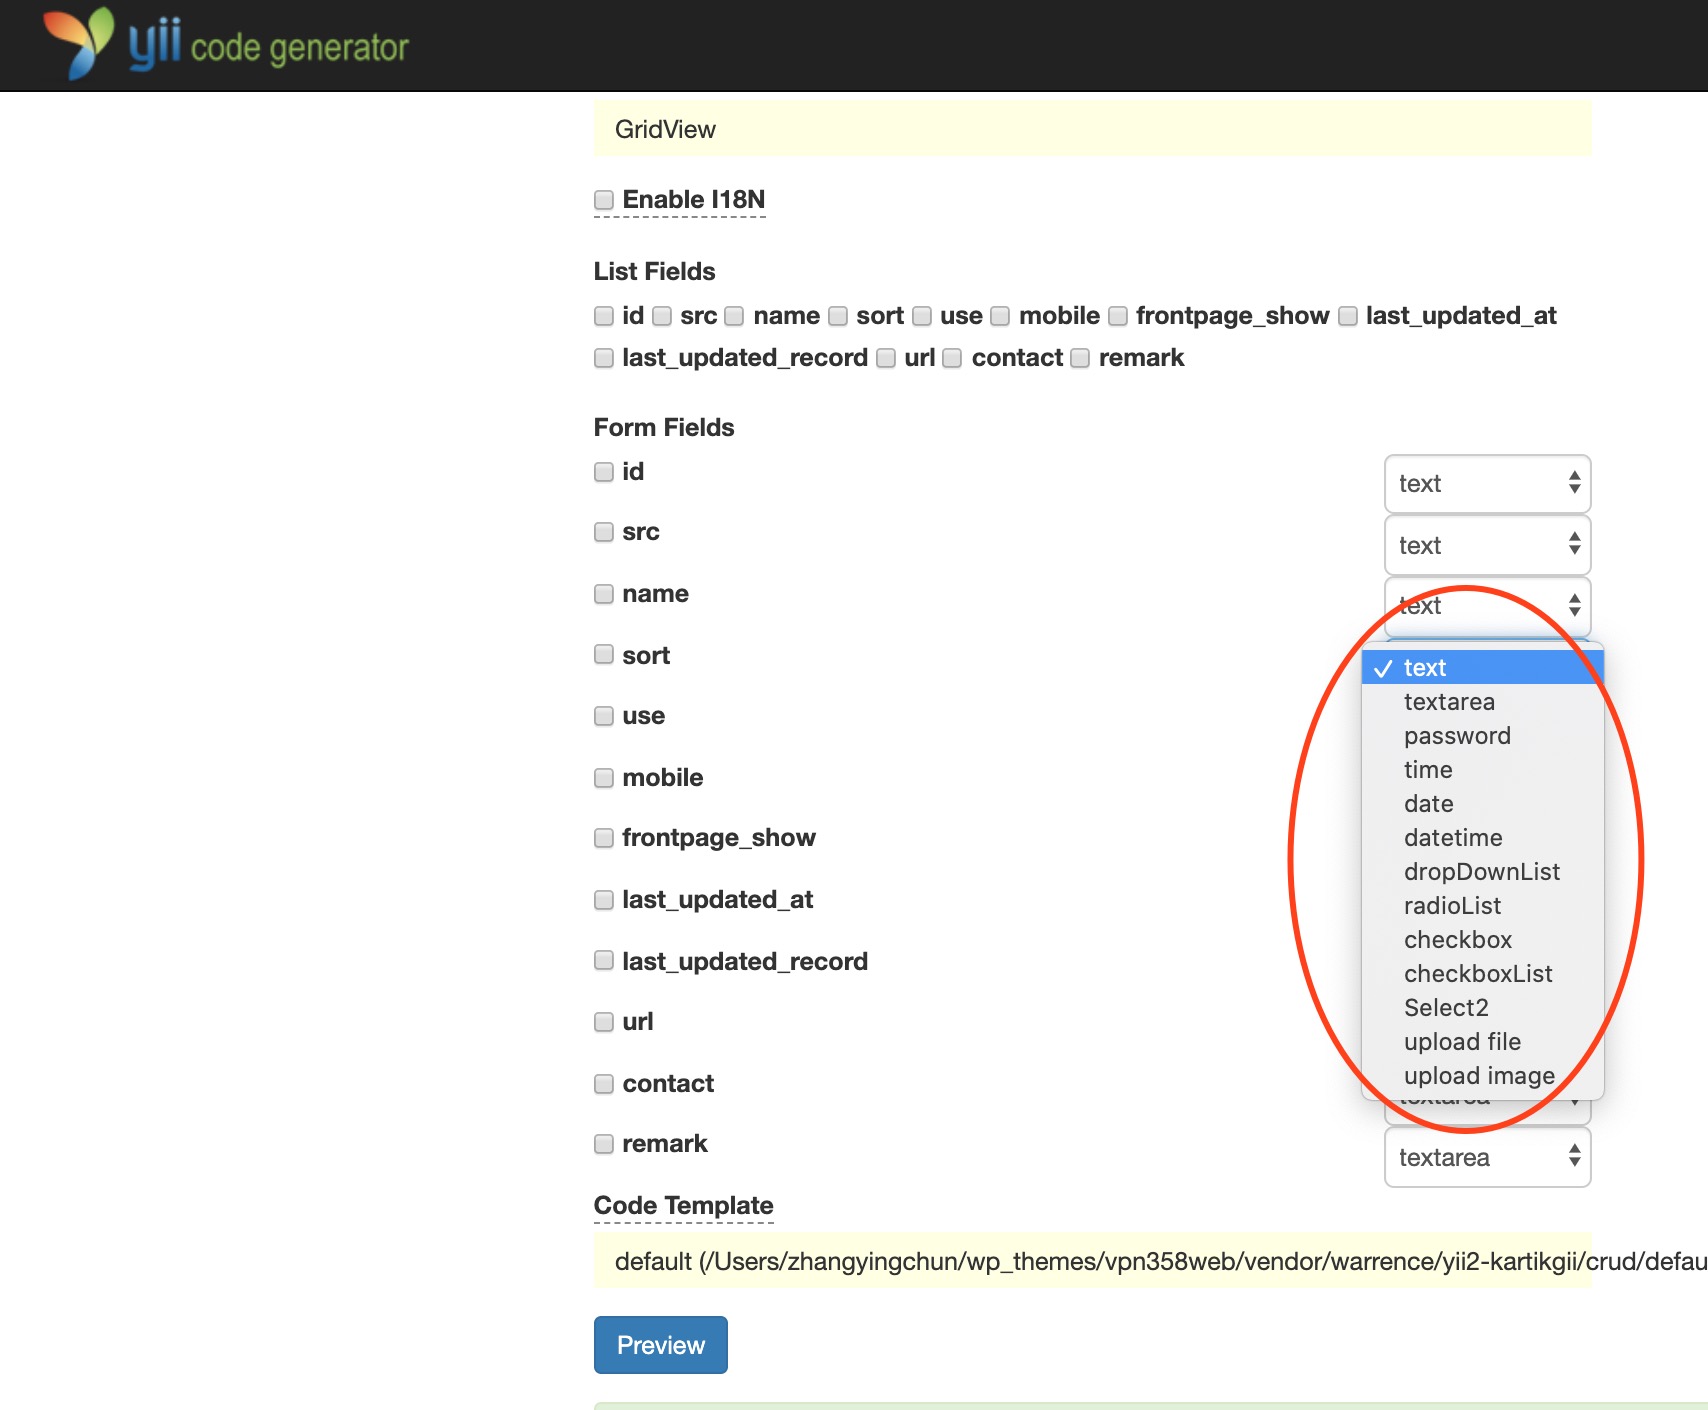 yii code generator
GridView
Enable I18N
List Fields
id src name sort use mobile frontpage_show last_updated_at
last_updated_record url contact remark
Form Fields
id text
src text
name text
sort text
textarea
use password
time
mobile date
frontpage_show datetime
dropDownList
last_updated_at radioList
checkbox
last_updated_record checkboxList
url Select2
upload file
contact upload image
textarea
remark textarea
Code Template
default (/Users/zhangyingchun/wp_themes/vpn358web/vendor/warrence/yii2-kartikgii/crud/defau
Preview